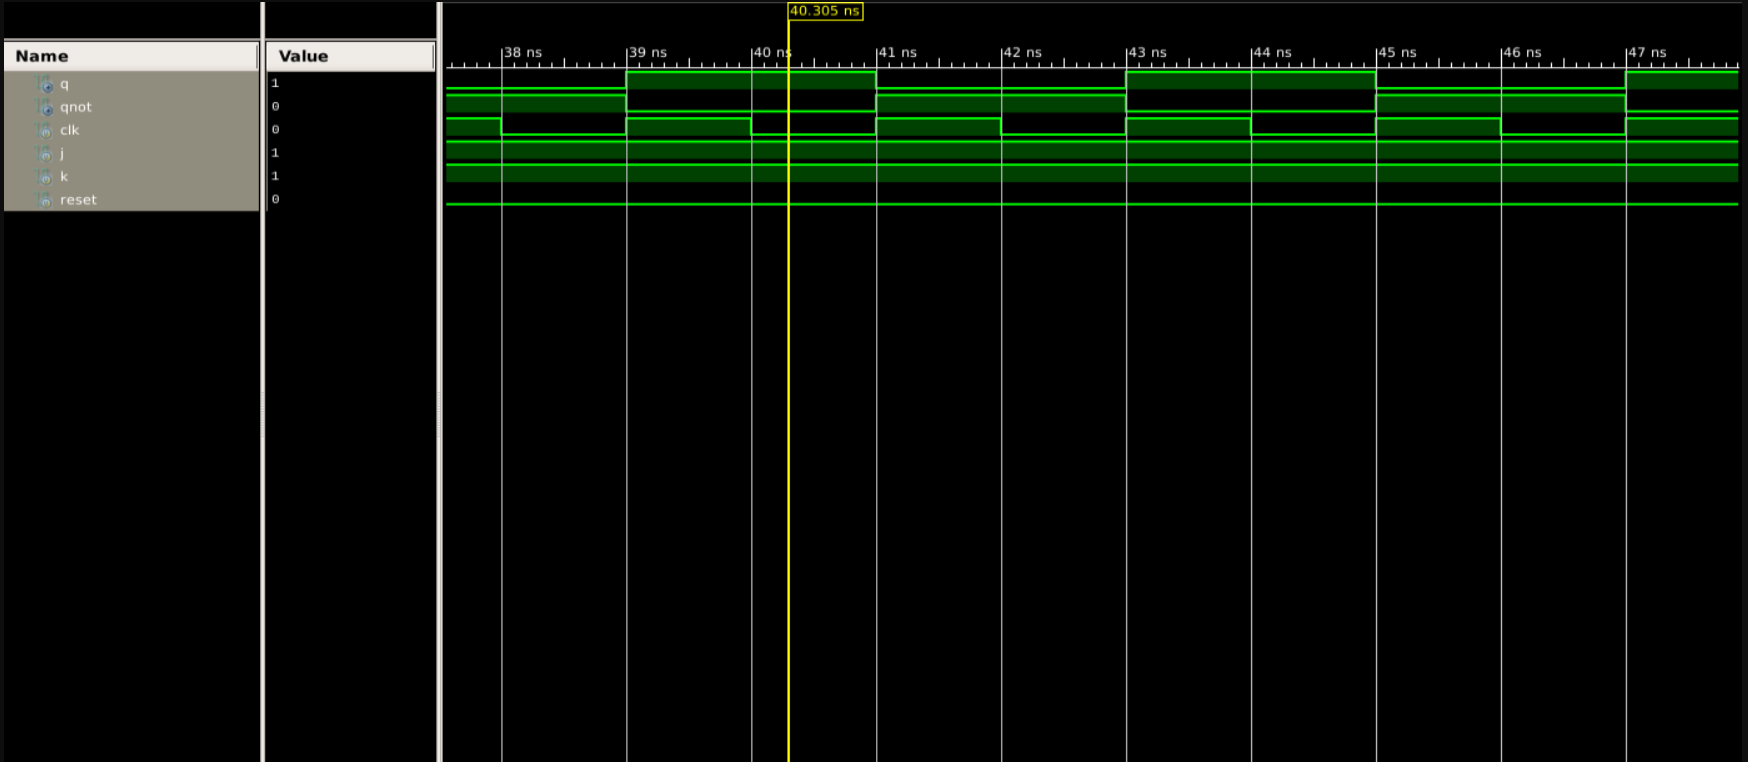 40.305 ns
Name Value
38 ns 39 ns 40 ns 41 ns 42 ns 43 ns 44 ns 45 ns 46 ns 47 ns
q 1
qnot 0
clk 0
j 1
k 1
reset 0